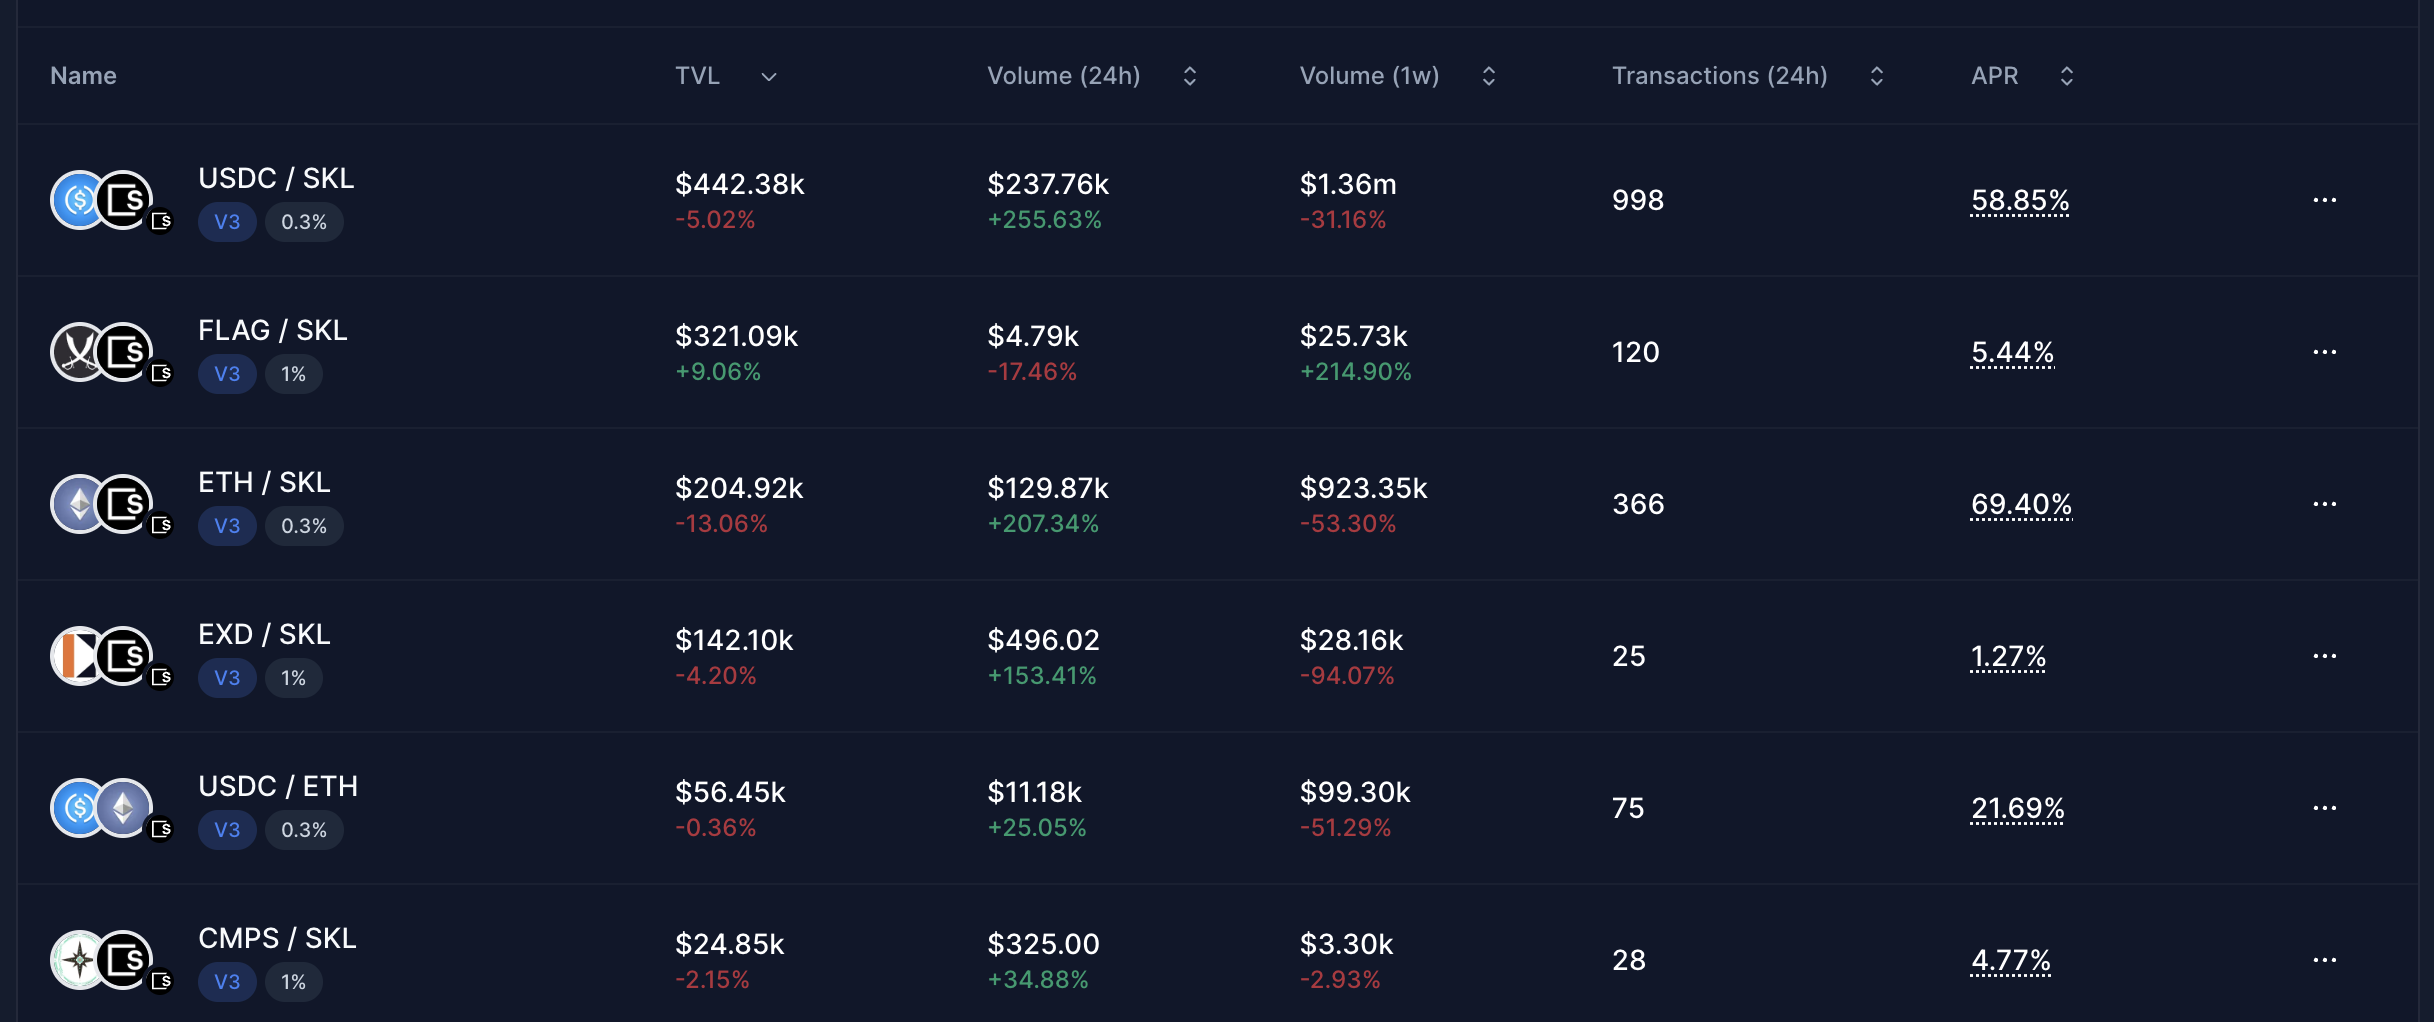 Name TVL Volume (24h) Volume (1w) Transactions (24h) APR
USDC / SKL
V3 0.3%
$442.38k
-5.02%
$237.76k
+255.63%
$1.36m
-31.16%
998
58.85%
...
FLAG / SKL
V3 1%
$321.09k
+9.06%
$4.79k
-17.46%
$25.73k
+214.90%
120
5.44%
...
ETH / SKL
V3 0.3%
$204.92k
-13.06%
$129.87k
+207.34%
$923.35k
-53.30%
366
69.40%
...
EXD / SKL
V3 1%
$142.10k
-4.20%
$496.02
+153.41%
$28.16k
-94.07%
25
1.27%
...
USDC / ETH
V3 0.3%
$56.45k
-0.36%
$11.18k
+25.05%
$99.30k
-51.29%
75
21.69%
...
CMPS / SKL
V3 1%
$24.85k
-2.15%
$325.00
+34.88%
$3.30k
-2.93%
28
4.77%
...